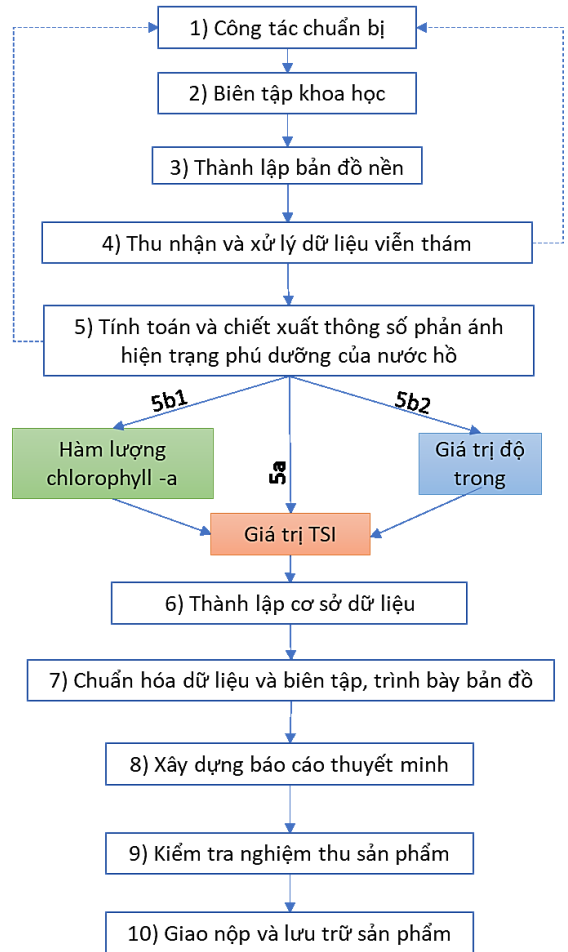 1) Công tác chuẩn bị
2) Biên tập khoa học
3) Thành lập bản đồ nền
4) Thu nhận và xử lý dữ liệu viễn thám
5) Tính toán và chiết xuất thông số phản ánh
hiện trạng phú dưỡng của nước hồ
5b1
5b2
Hàm lượng
chlorophyll -a
5a
Giá trị độ
trong
Giá trị TSI
6) Thành lập cơ sở dữ liệu
7) Chuẩn hóa dữ liệu và biên tập, trình bày bản đồ
8) Xây dựng báo cáo thuyết minh
9) Kiểm tra nghiệm thu sản phẩm
10) Giao nộp và lưu trữ sản phẩm